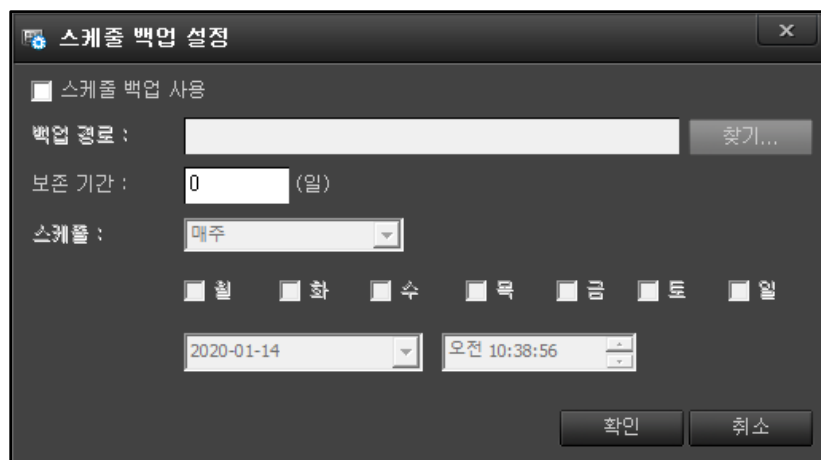 스케줄 백업 설정
스케줄 백업 사용
백업 경로 : 찾기...
보존 기간 : 0 (일)
스케쥴 : 매주
월 화 수 목 금 토 일
2020-01-14 오전 10:38:56
확인 취소